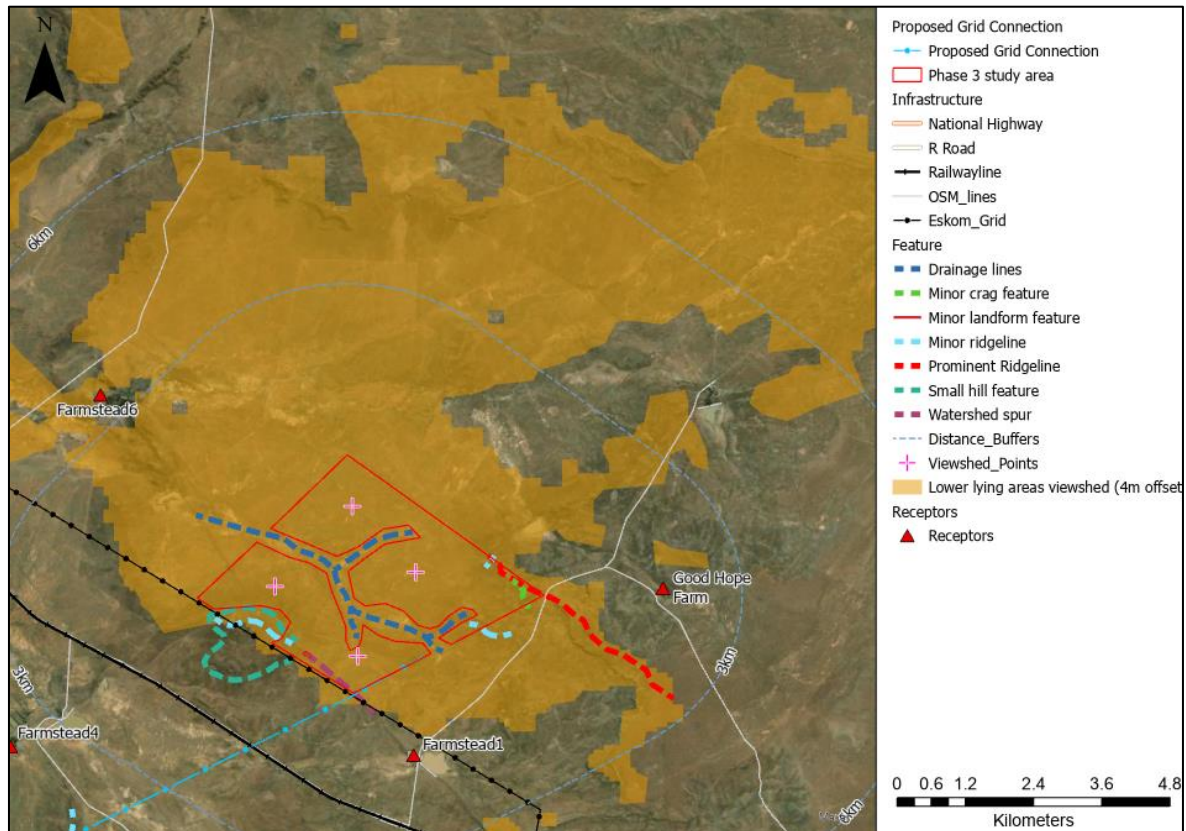 N
6km
Farmstead6
Good Hope
Farm
3km
3km
Farmstead4
Farmstead1
6km
Proposed Grid Connection
Proposed Grid Connection
Phase 3 study area
Infrastructure
National Highway
R Road
Railwayline
OSM_lines
Eskom_Grid
Feature
Drainage lines
Minor crag feature
Minor landform feature
Minor ridgeline
Prominent Ridgeline
Small hill feature
Watershed spur
Distance_Buffers
Viewshed_Points
Lower lying areas viewshed (4m offset
Receptors
Receptors
0 0.6 1.2 2.4 3.6 4.8
Kilometers